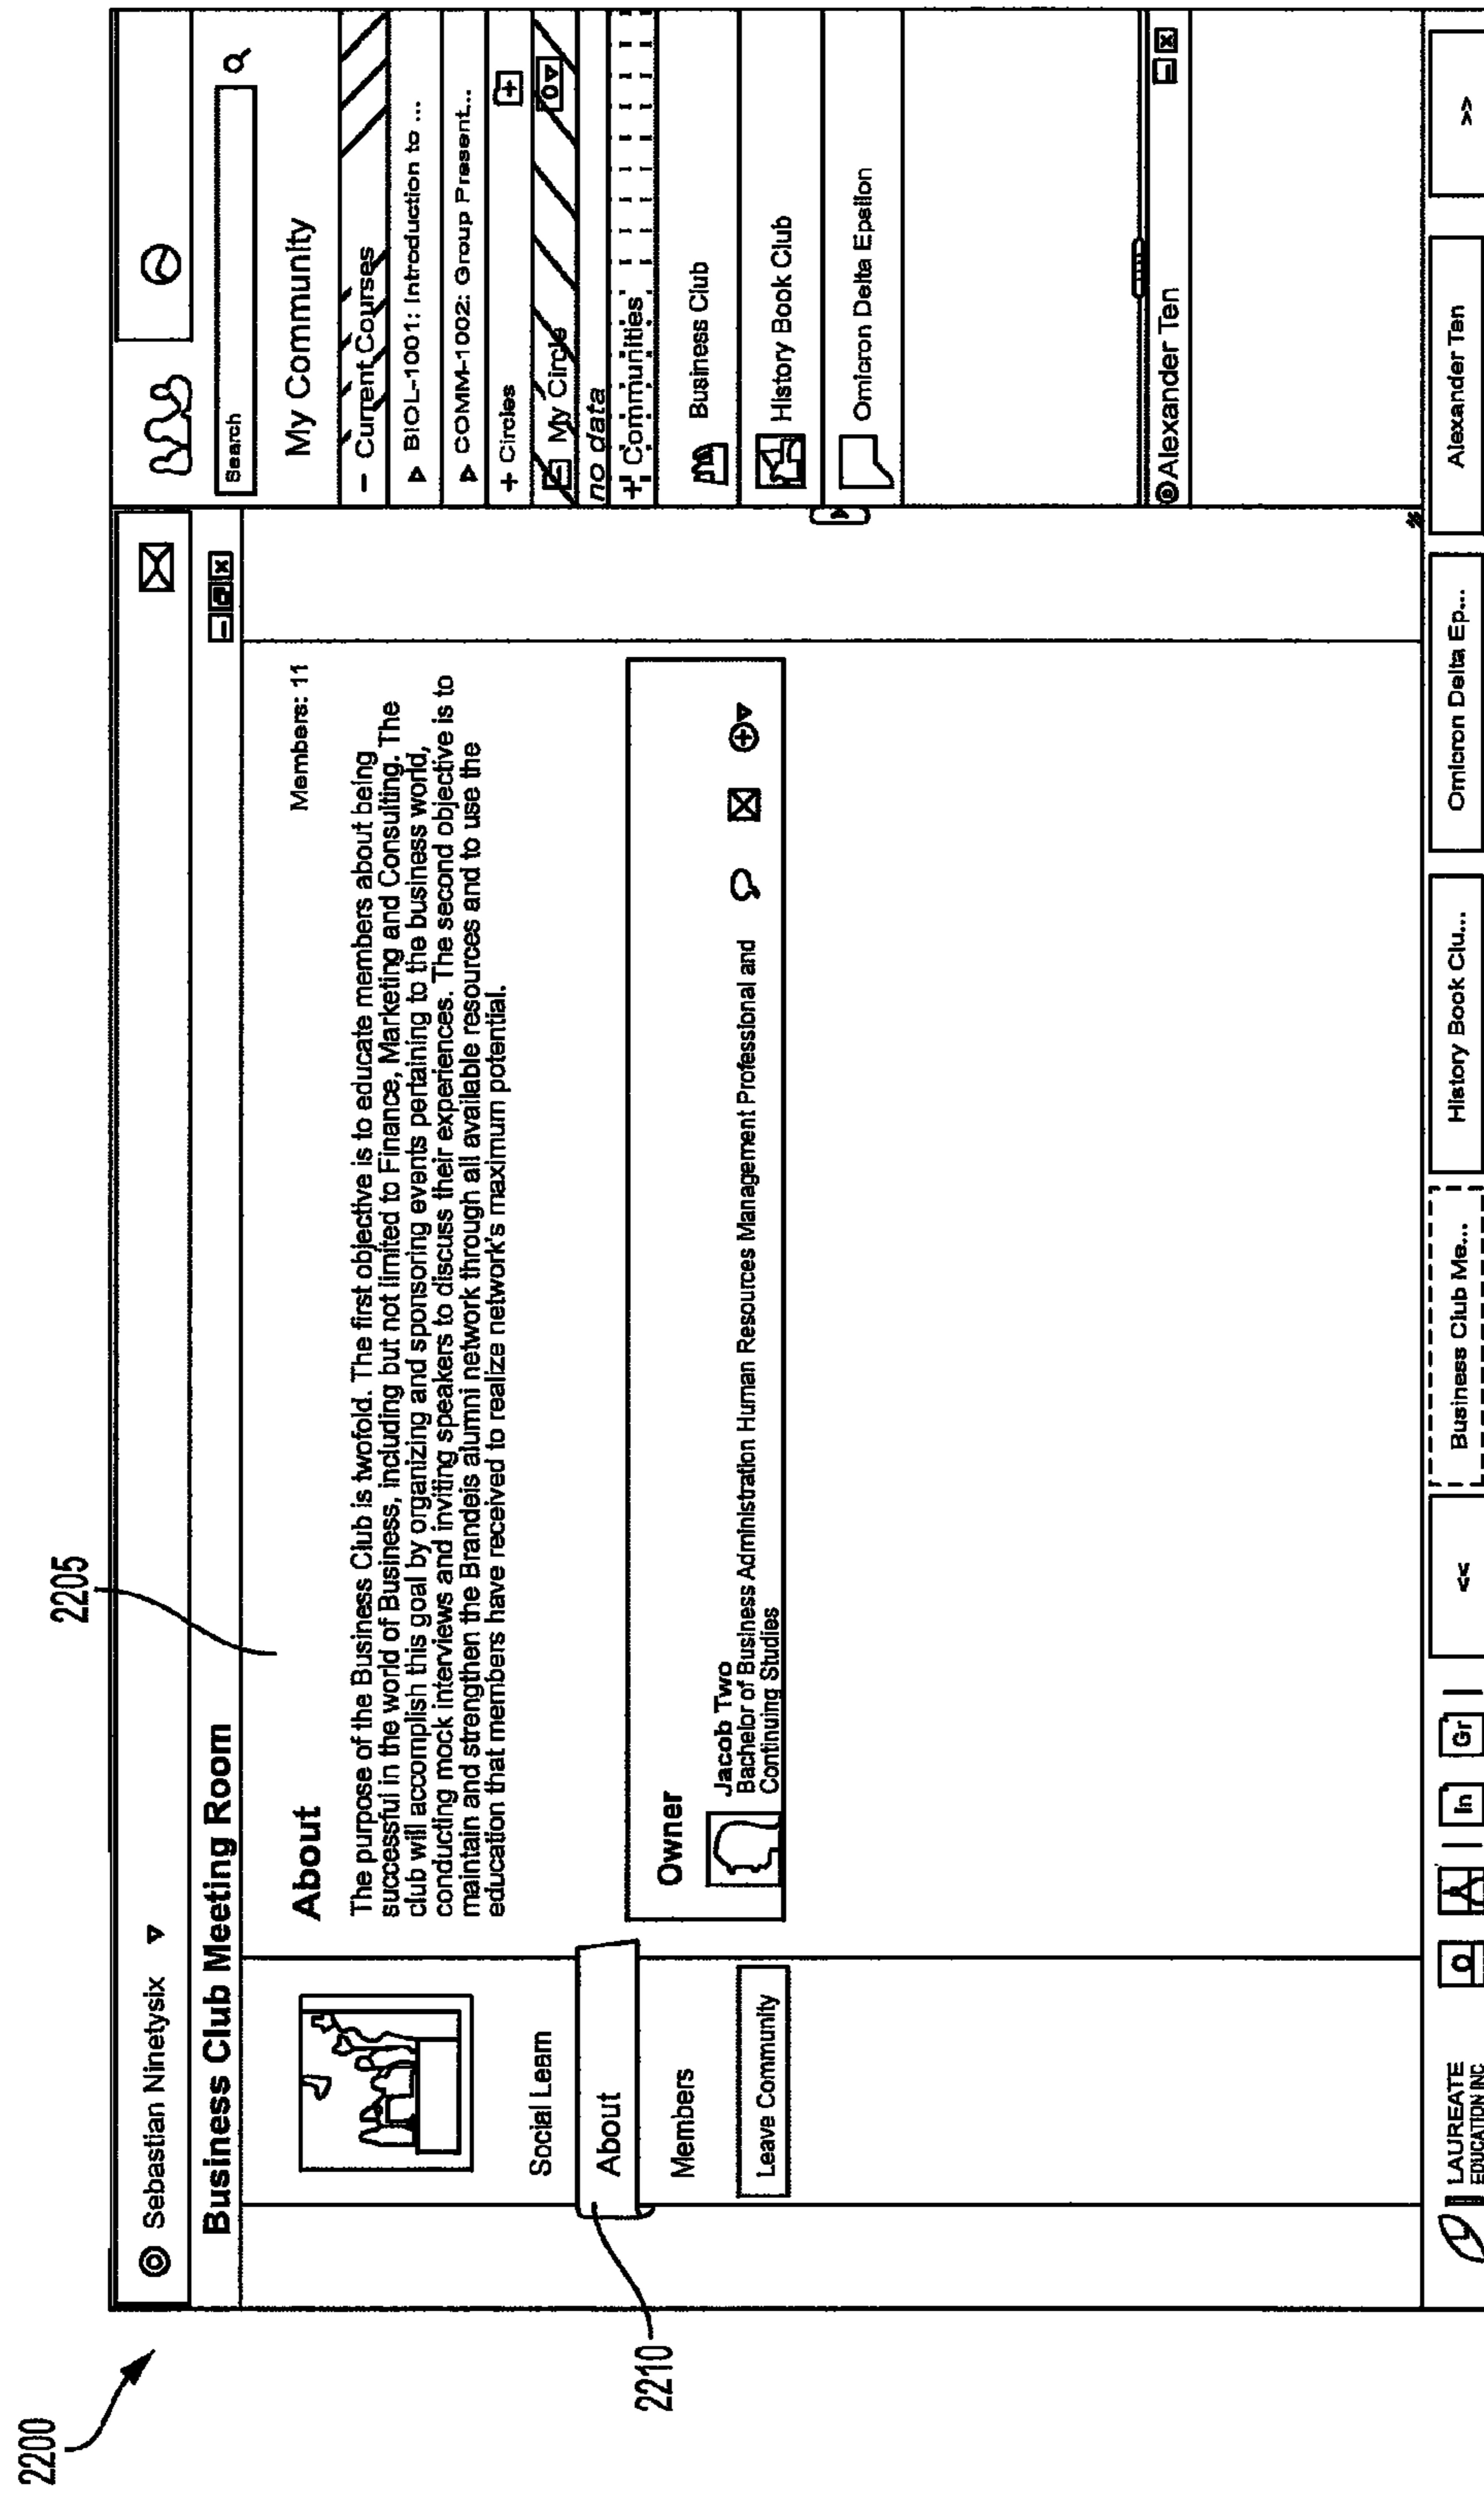 2200
2205
Sebastian Ninetysix
Business Club Meeting Room
Social Learn
2210
About
Members
Leave Community
About
Members: 11
The purpose of the Business Club is twofold. The first objective is to educate members about being
successful in the world of Business, including but not limited to Finance, Marketing and Consulting. The
club will accomplish this goal by organizing and sponsoring events pertaining to the business world,
conducting mock interviews and inviting speakers to discuss their experiences. The second objective is to
maintain and strengthen the Brandeis alumni network through all available resources and to use the
education that members have received to realize network's maximum potential.
Owner
Jacob Two
Bachelor of Business Administration Human Resources Management Professional and
Continuing Studies
Search
My Community
– Current Courses
BIOL-1001: Introduction to ...
COMM-1002: Group Present...
+ Circles
My Circle
no data
+ Communities
Business Club
History Book Club
Omicron Delta Epsilon
Alexander Ten
LAUREATE
EDUCATION INC
In
Gr
<<
Business Club Me...
History Book Clu...
Omicron Delta Ep...
Alexander Ten
>>